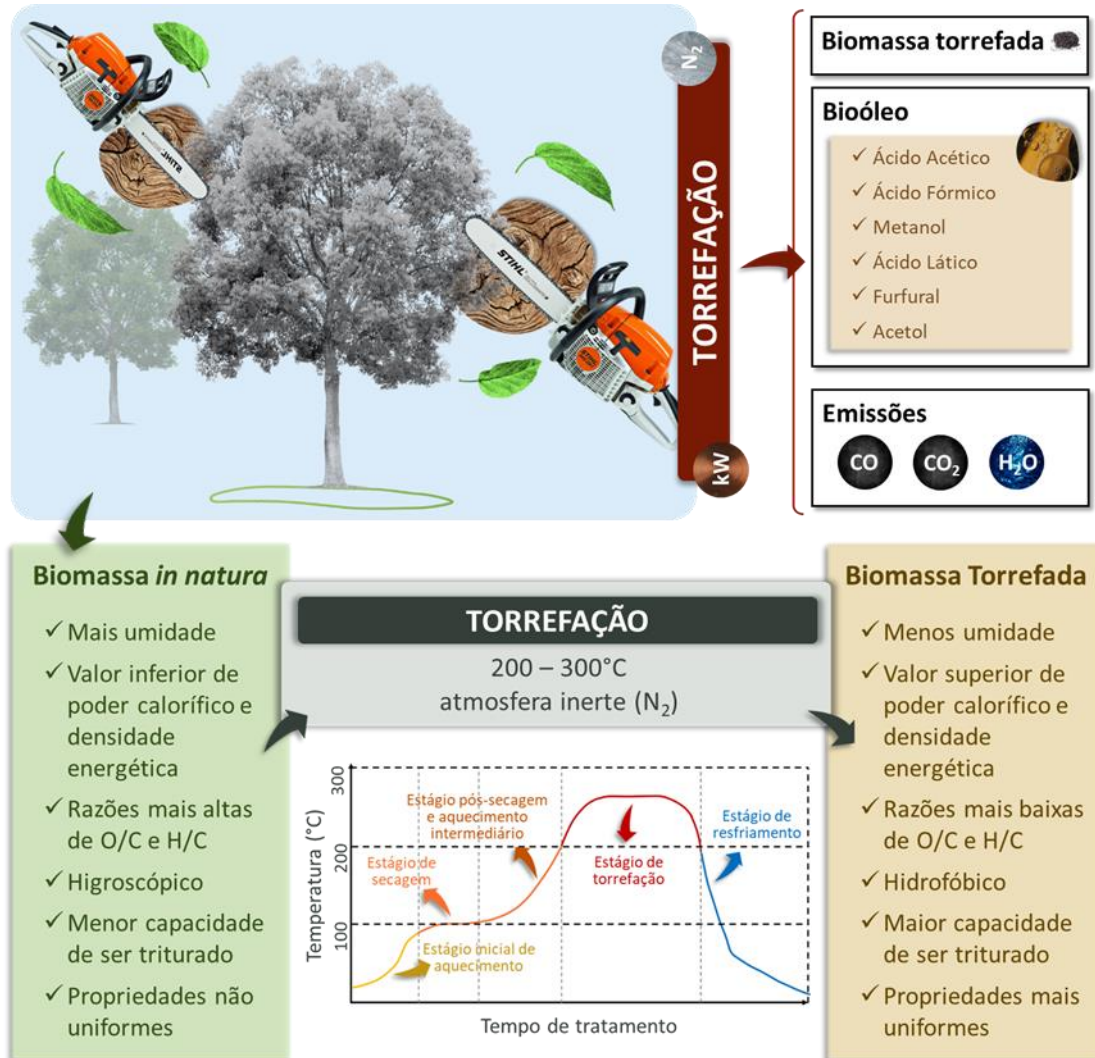 STIHL
STIHL
N₂
TORREFAÇÃO
kW
Biomassa torrefada
Bioóleo
✓ Ácido Acético
✓ Ácido Fórmico
✓ Metanol
✓ Ácido Lático
✓ Furfural
✓ Acetol
Emissões
CO
CO₂
H₂O
Biomassa in natura
✓ Mais umidade
✓ Valor inferior de
poder calorífico e
densidade
energética
✓ Razões mais altas
de O/C e H/C
✓ Higroscópico
✓ Menor capacidade
de ser triturado
✓ Propriedades não
uniformes
TORREFAÇÃO
200 – 300°C
atmosfera inerte (N₂)
Temperatura (°C)
300
200
100
Estágio pós-secagem
e aquecimento
intermediário
Estágio de
secagem
Estágio inicial de
aquecimento
Estágio de
torrefação
Estágio de
resfriamento
Tempo de tratamento
Biomassa Torrefada
✓ Menos umidade
✓ Valor superior de
poder calorífico e
densidade
energética
✓ Razões mais baixas
de O/C e H/C
✓ Hidrofóbico
✓ Maior capacidade
de ser triturado
✓ Propriedades mais
uniformes